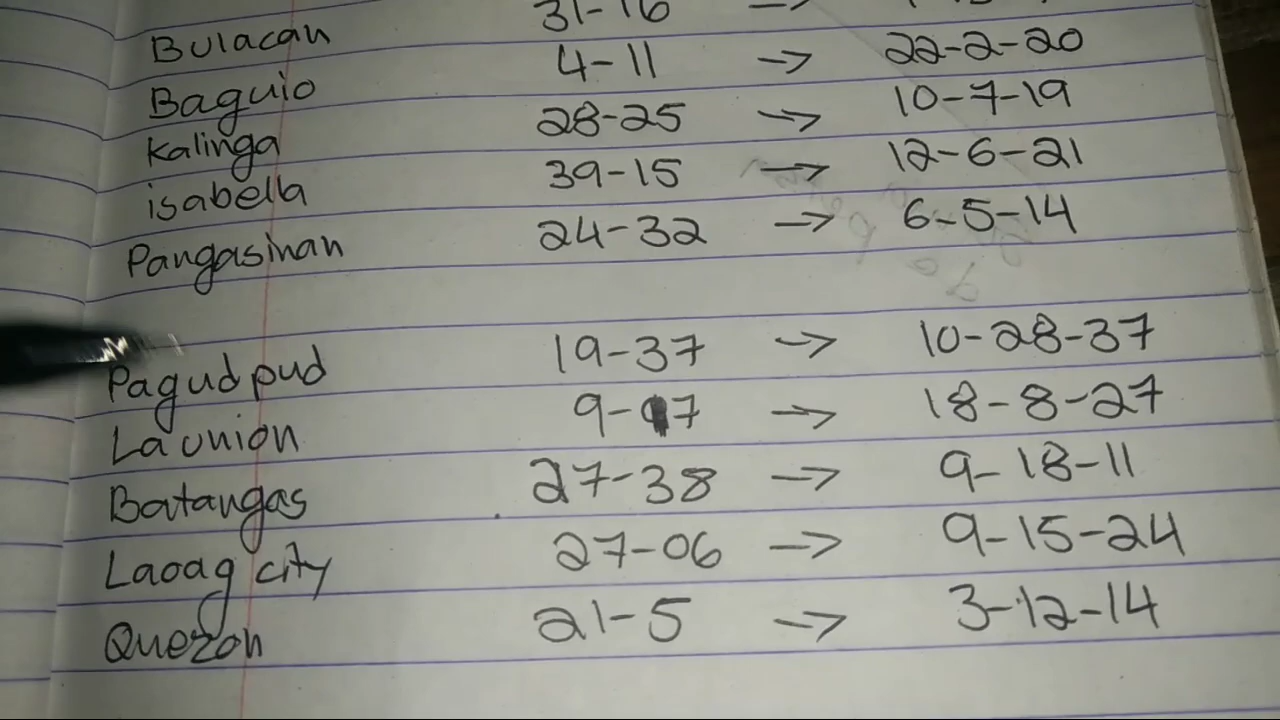 Bulacan 31-16 →
Baguio 4-11 → 22-2-20
Kalinga 28-25 → 10-7-19
isabella 39-15 → 12-6-21
Pangasinan 24-32 → 6-5-14
Pagudpud 19-37 → 10-28-37
La union 9-17 → 18-8-27
Batangas 27-38 → 9-18-11
Laoag city 27-06 → 9-15-24
Quezon 21-5 → 3-12-14